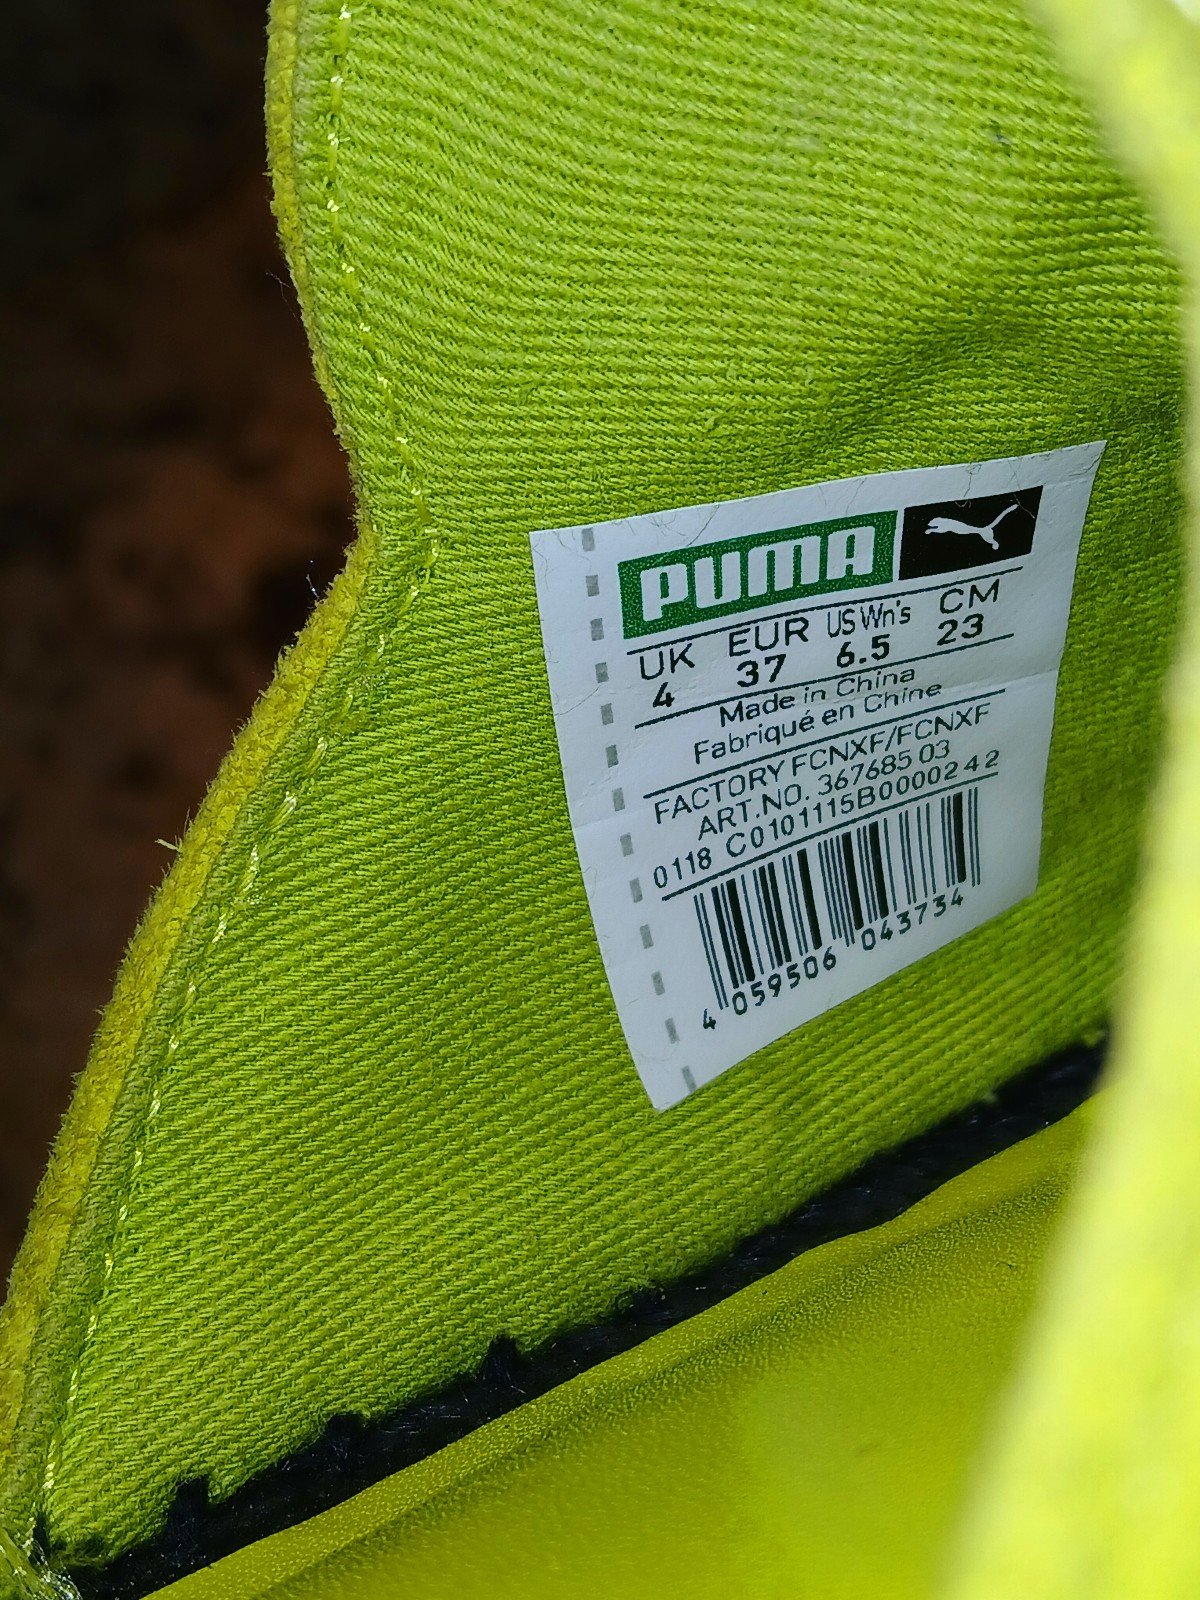 PUMA
UK EUR US Wn's CM
4 37 6.5 23
Made in China
Fabriqué en Chine
FACTORY FCNXF/FCNXF
ART.NO. 367685 03
0118 C0101115B0000242
4 059506 043734